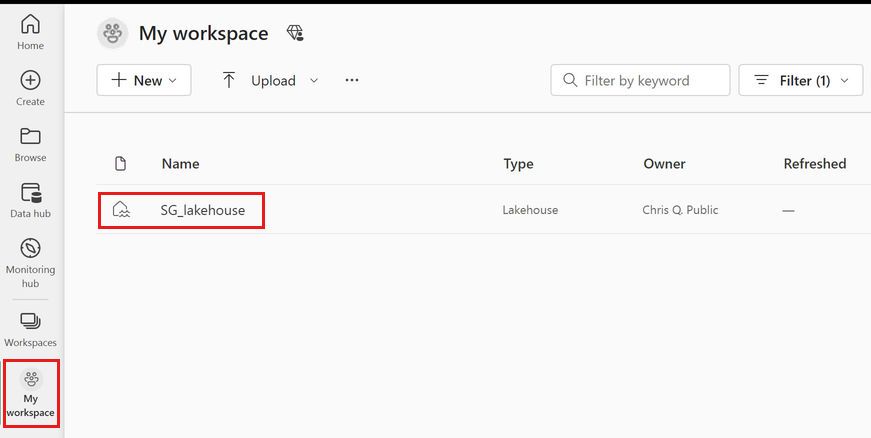 Home
Create
Browse
Data hub
Monitoring
hub
Workspaces
My
workspace
My workspace
New
Upload
Filter by keyword
Filter (1)
Name Type Owner Refreshed
SG_lakehouse Lakehouse Chris Q. Public —